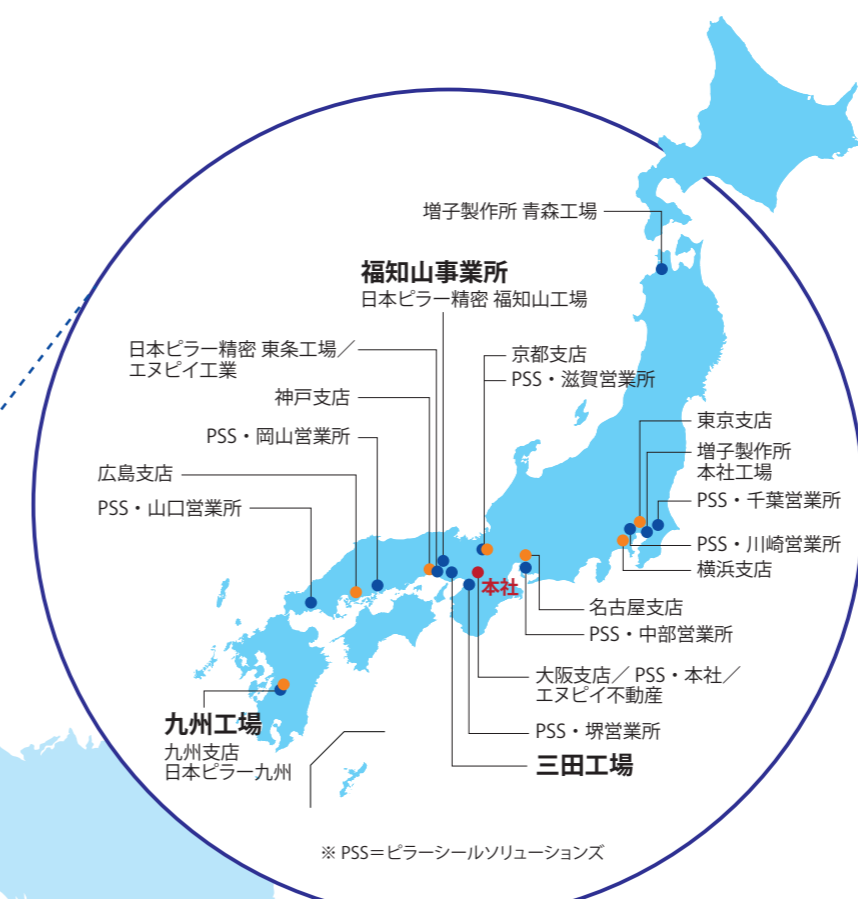 増子製作所 青森工場
福知山事業所
日本ピラー精密 福知山工場
日本ピラー精密 東条工場／
エヌピイ工業
京都支店
PSS・滋賀営業所
神戸支店
PSS・岡山営業所
広島支店
PSS・山口営業所
東京支店
増子製作所
本社工場
PSS・千葉営業所
PSS・川崎営業所
横浜支店
本社
名古屋支店
PSS・中部営業所
大阪支店／ PSS・本社／
エヌピイ不動産
PSS・堺営業所
三田工場
九州工場
九州支店
日本ピラー九州
※ PSS＝ピラーシールソリューションズ